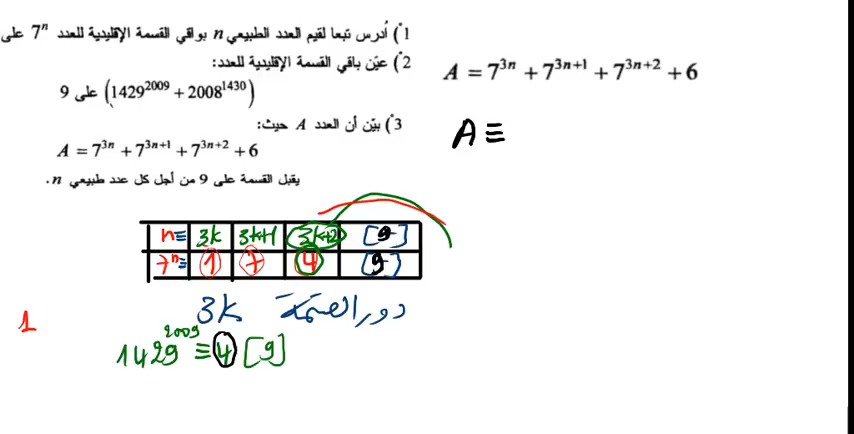 1°) أدرس تبعا لقيم العدد الطبيعي n بواقي القسمة الإقليدية للعدد 7^n على
2°) عيّن باقي القسمة الإقليدية للعدد:
(1429^2009 + 2008^1430) على 9
3°) بيّن أن العدد A حيث:
A = 7^{3n} + 7^{3n+1} + 7^{3n+2} + 6
يقبل القسمة على 9 من أجل كل عدد طبيعي n.
A = 7^{3n} + 7^{3n+1} + 7^{3n+2} + 6
A ≡
n≡ 3k 3k+1 3k+2 [9]
7^n≡ 1 7 4 [9]
3k
1
1429^2009 ≡ 4 [9]